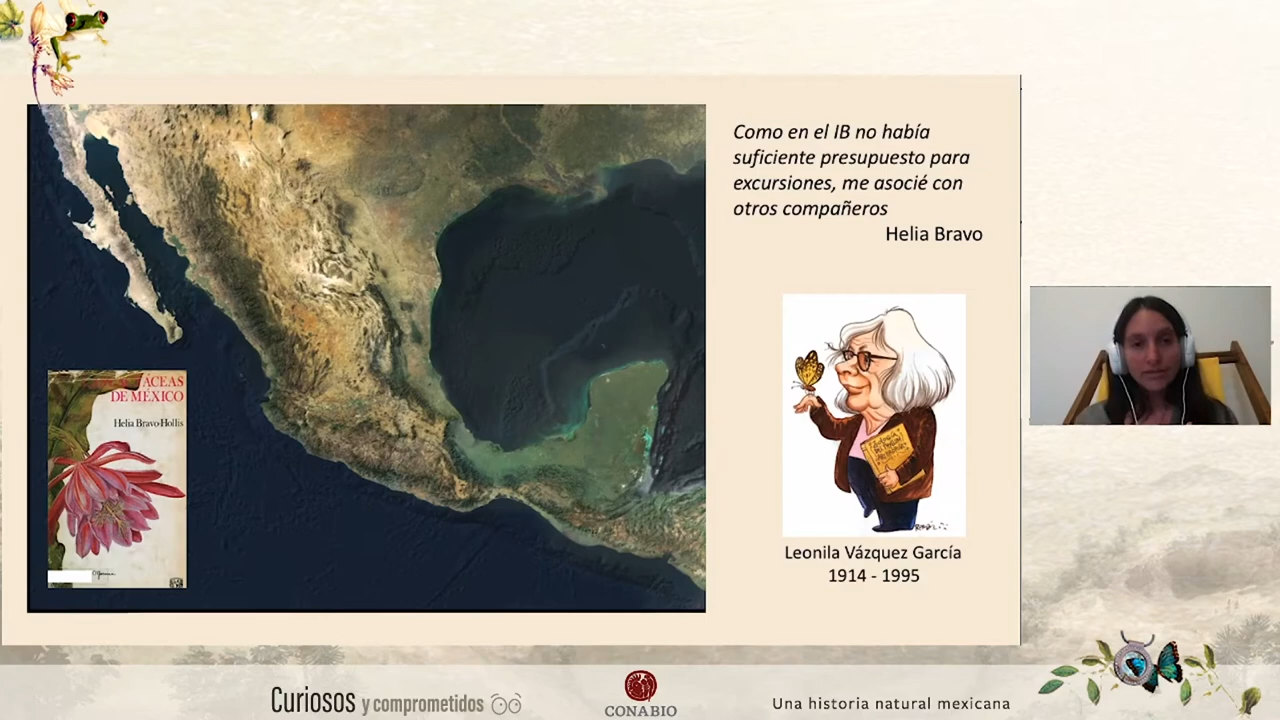 Como en el IB no había
suficiente presupuesto para
excursiones, me asocié con
otros compañeros
Helia Bravo
DE MÉXICO
Helia Bravo-Hollis
Leonila Vázquez García
1914 - 1995
Curiosos y comprometidos
CONABIO
Una historia natural mexicana